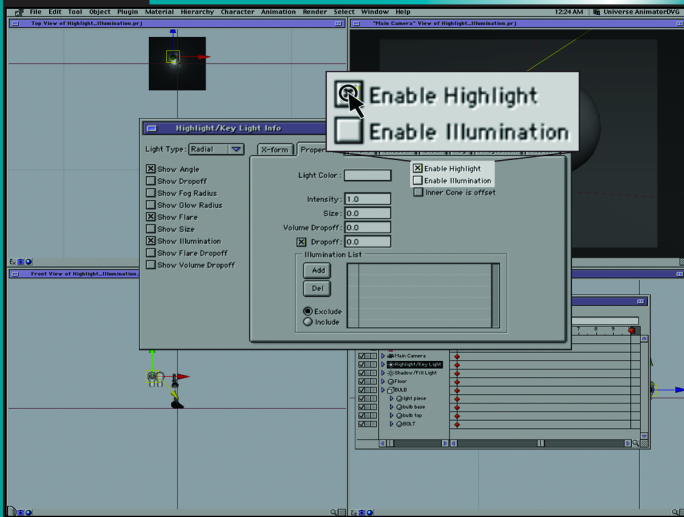 File Edit Tool Object Plugin Material Hierarchy Character Animation Render Select Window Help
12:24 AM Universe AnimatorDVG
Top View of Highlight...Illumination.prj
"Main Camera" View of Highlight...Illumination.prj
Enable Highlight
Enable Illumination
Highlight/Key Light Info
Light Type: Radial
X-form
Show Angle
Show Dropoff
Show Fog Radius
Show Glow Radius
Show Flare
Show Size
Show Illumination
Show Flare Dropoff
Show Volume Dropoff
Light Color:
Intensity: 1.0
Size: 0.0
Volume Dropoff: 0.0
Dropoff: 0.0
Enable Highlight
Enable Illumination
Inner Cone is offset
Illumination List
Add
Del
Exclude
Include
Front View of Highlight...Illumination.
7 8 9
Main Camera
Highlight/Key Light
Shadow/Fill Light
Floor
BULB
light piece
bulb base
bulb top
BOLT